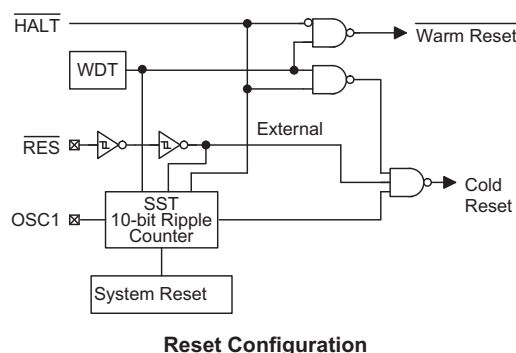 HALT
Warm Reset
WDT
External
RES
Cold
Reset
SST
10-bit Ripple
Counter
OSC1
System Reset
Reset Configuration